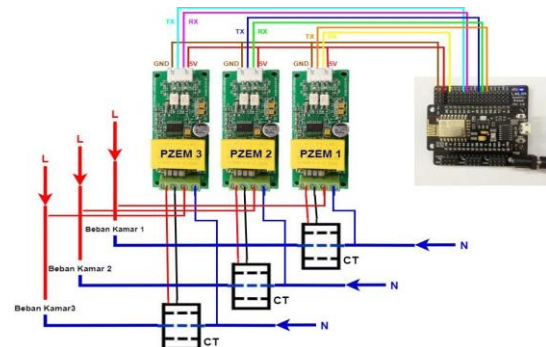 TX
RX
TX
RX
TX
GND
5V
GND
5V
GND
5V
PZEM 3
PZEM 2
PZEM 1
L
L
L
Beban Kamar 1
N
CT
Beban Kamar 2
N
CT
Beban Kamar3
N
CT